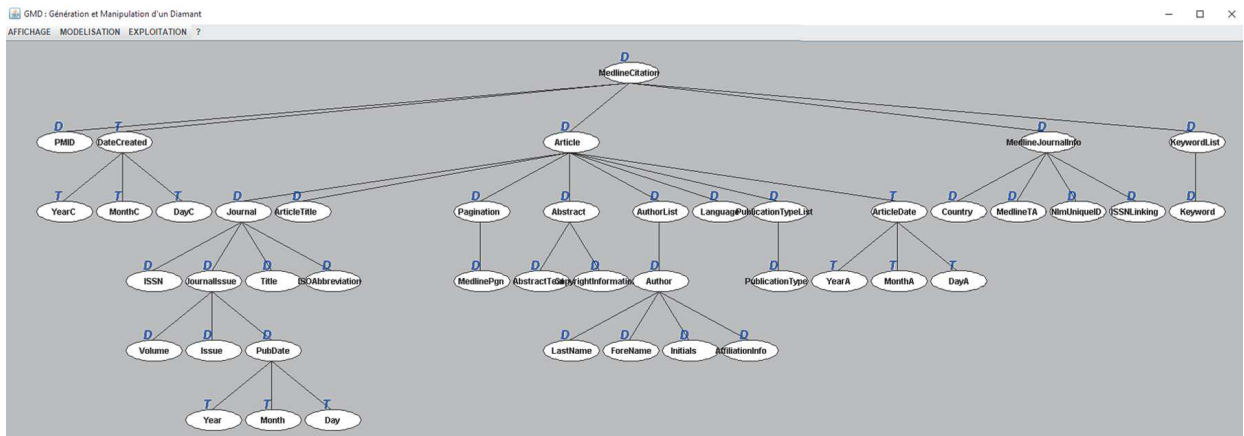 GMD : Génération et Manipulation d'un Diamant
AFFICHAGE MODELISATION EXPLOITATION ?
D
MedlineCitation
D T D D D
PMID DateCreated Article MedlineJournalInfo KeywordList
T T T D D D D D D D T D D D D D
YearC MonthC DayC Journal ArticleTitle Pagination Abstract AuthorList Language PublicationTypeList ArticleDate Country MedlineTA NlmUniqueID ISSNLinking Keyword
D D D D D D D D D T T T
ISSN JournalIssue Title ISOAbbreviation MedlinePgn AbstractText CopyrightInformation Author PublicationType YearA MonthA DayA
D D D D D D D
Volume Issue PubDate LastName ForeName Initials AffiliationInfo
T T T
Year Month Day